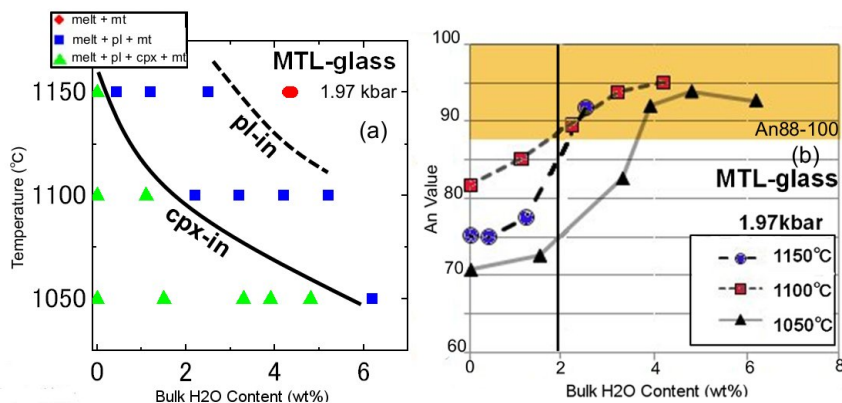 melt + mt
melt + pl + mt
melt + pl + cpx + mt
MTL-glass
1.97 kbar
(a)
pl-in
cpx-in
Temperature (°C)
1150
1100
1050
0
2
4
6
Bulk H2O Content (wt%)
100
90
80
70
60
An Value
An88-100
(b)
MTL-glass
1.97kbar
1150°C
1100°C
1050°C
0
2
4
6
8
Bulk H2O Content (wt%)